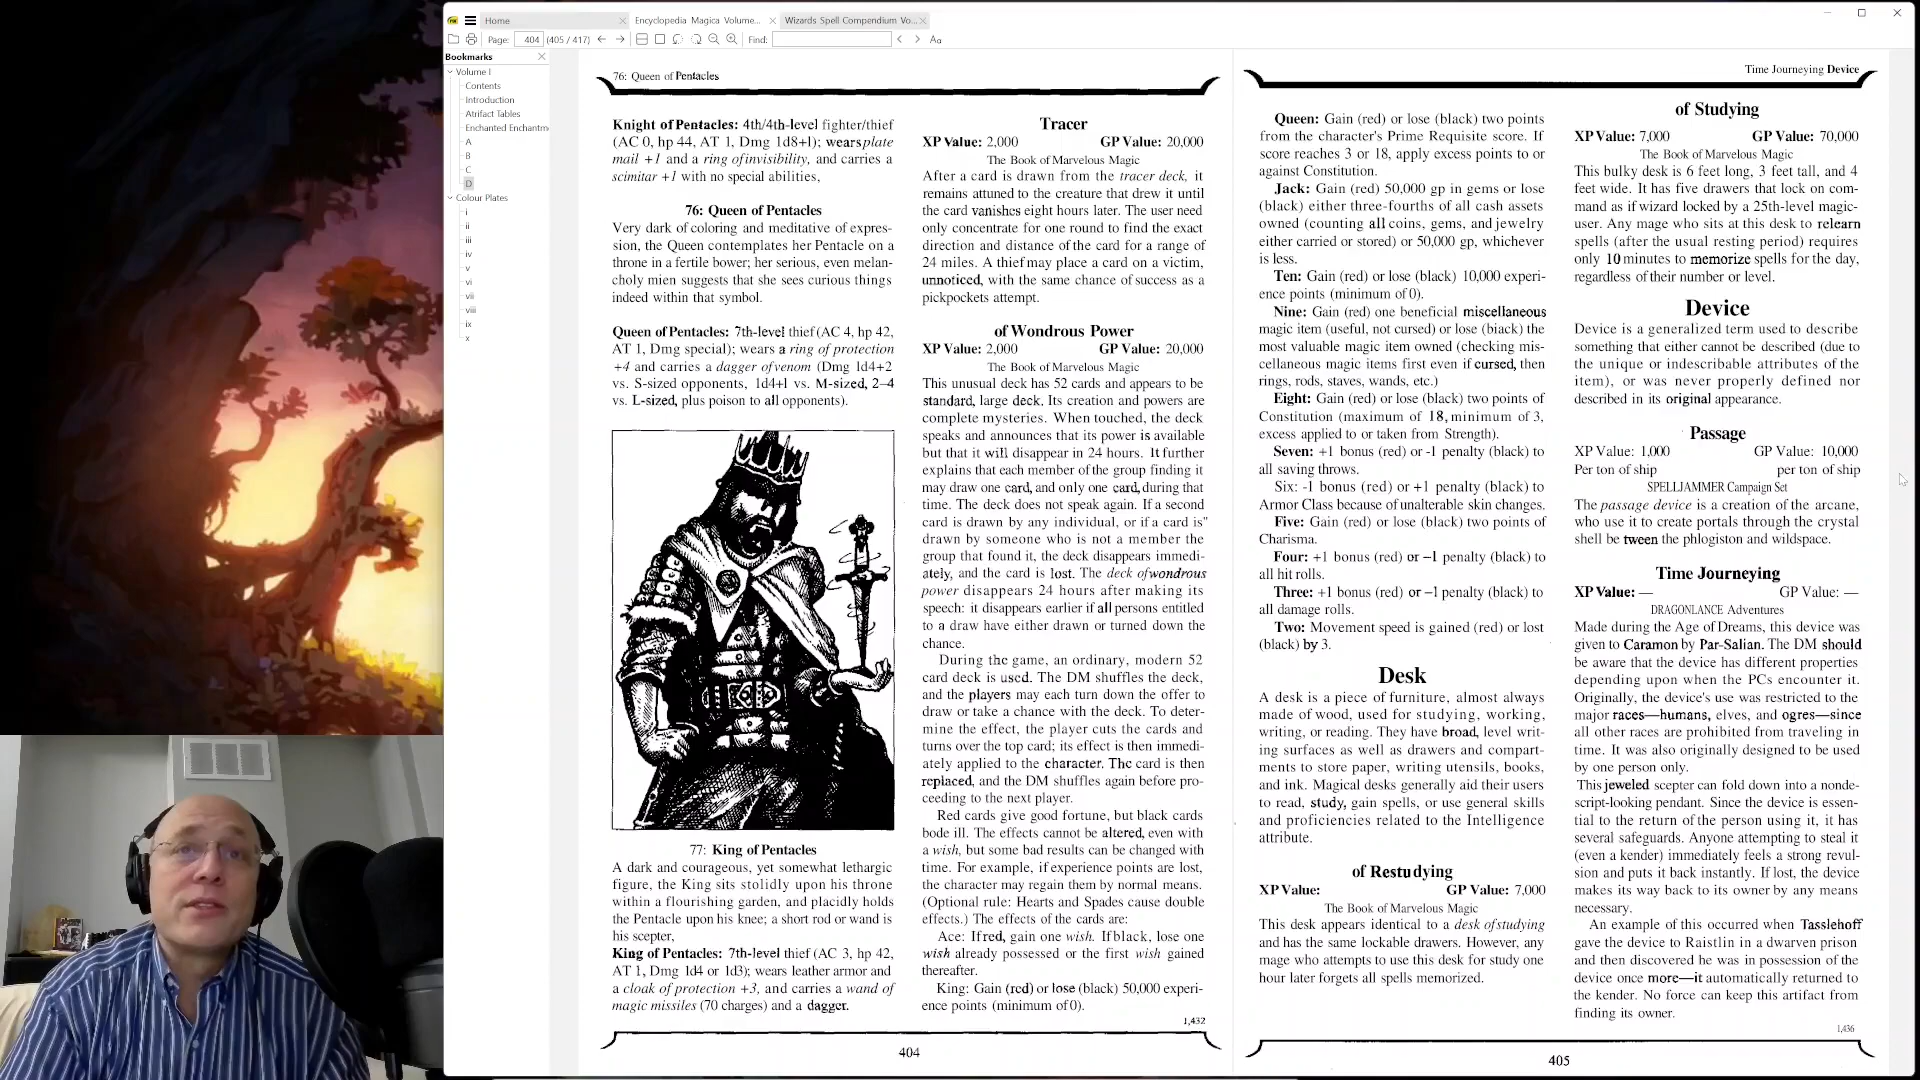 Home
Encyclopedia Magica Volume...
Wizards Spell Compendium Vo...
Page: 404 (405 / 417)
Find:
Bookmarks
Volume I
Contents
Introduction
Atrifact Tables
Enchanted Enchantm
A
B
C
D
Colour Plates
i
ii
iii
iv
v
vi
vii
viii
ix
x
76: Queen of Pentacles
Knight of Pentacles: 4th/4th-level fighter/thief
(AC 0, hp 44, AT 1, Dmg 1d8+1); wears plate
mail +1 and a ring of invisibility, and carries a
scimitar +1 with no special abilities,
76: Queen of Pentacles
Very dark of coloring and meditative of expres-
sion, the Queen contemplates her Pentacle on a
throne in a fertile bower; her serious, even melan-
choly mien suggests that she sees curious things
indeed within that symbol.
Queen of Pentacles: 7th-level thief (AC 4, hp 42,
AT 1, Dmg special); wears a ring of protection
+4 and carries a dagger of venom (Dmg 1d4+2
vs. S-sized opponents, 1d4+1 vs. M-sized, 2–4
vs. L-sized, plus poison to all opponents).
77: King of Pentacles
A dark and courageous, yet somewhat lethargic
figure, the King sits stolidly upon his throne
within a flourishing garden, and placidly holds
the Pentacle upon his knee; a short rod or wand is
his scepter,
King of Pentacles: 7th-level thief (AC 3, hp 42,
AT 1, Dmg 1d4 or 1d3); wears leather armor and
a cloak of protection +3, and carries a wand of
magic missiles (70 charges) and a dagger.
Tracer
XP Value: 2,000 GP Value: 20,000
The Book of Marvelous Magic
After a card is drawn from the tracer deck, it
remains attuned to the creature that drew it until
the card vanishes eight hours later. The user need
only concentrate for one round to find the exact
direction and distance of the card for a range of
24 miles. A thief may place a card on a victim,
unnoticed, with the same chance of success as a
pickpockets attempt.
of Wondrous Power
XP Value: 2,000 GP Value: 20,000
The Book of Marvelous Magic
This unusual deck has 52 cards and appears to be
standard, large deck. Its creation and powers are
complete mysteries. When touched, the deck
speaks and announces that its power is available
but that it will disappear in 24 hours. It further
explains that each member of the group finding it
may draw one card, and only one card, during that
time. The deck does not speak again. If a second
card is drawn by any individual, or if a card is"
drawn by someone who is not a member the
group that found it, the deck disappears immedi-
ately, and the card is lost. The deck of wondrous
power disappears 24 hours after making its
speech: it disappears earlier if all persons entitled
to a draw have either drawn or turned down the
chance.
During the game, an ordinary, modern 52
card deck is used. The DM shuffles the deck,
and the players may each turn down the offer to
draw or take a chance with the deck. To deter-
mine the effect, the player cuts the cards and
turns over the top card; its effect is then immedi-
ately applied to the character. The card is then
replaced, and the DM shuffles again before pro-
ceeding to the next player.
Red cards give good fortune, but black cards
bode ill. The effects cannot be altered, even with
a wish, but some bad results can be changed with
time. For example, if experience points are lost,
the character may regain them by normal means.
(Optional rule: Hearts and Spades cause double
effects.) The effects of the cards are:
Ace: If red, gain one wish. If black, lose one
wish already possessed or the first wish gained
thereafter.
King: Gain (red) or lose (black) 50,000 experi-
ence points (minimum of 0).
1,432
404
Time Journeying Device
Queen: Gain (red) or lose (black) two points
from the character's Prime Requisite score. If
score reaches 3 or 18, apply excess points to or
against Constitution.
Jack: Gain (red) 50,000 gp in gems or lose
(black) either three-fourths of all cash assets
owned (counting all coins, gems, and jewelry
either carried or stored) or 50,000 gp, whichever
is less.
Ten: Gain (red) or lose (black) 10,000 experi-
ence points (minimum of 0).
Nine: Gain (red) one beneficial miscellaneous
magic item (useful, not cursed) or lose (black) the
most valuable magic item owned (checking mis-
cellaneous magic items first even if cursed, then
rings, rods, staves, wands, etc.)
Eight: Gain (red) or lose (black) two points of
Constitution (maximum of 18, minimum of 3,
excess applied to or taken from Strength).
Seven: +1 bonus (red) or -1 penalty (black) to
all saving throws.
Six: -1 bonus (red) or +1 penalty (black) to
Armor Class because of unalterable skin changes.
Five: Gain (red) or lose (black) two points of
Charisma.
Four: +1 bonus (red) or –1 penalty (black) to
all hit rolls.
Three: +1 bonus (red) or –1 penalty (black) to
all damage rolls.
Two: Movement speed is gained (red) or lost
(black) by 3.
Desk
A desk is a piece of furniture, almost always
made of wood, used for studying, working,
writing, or reading. They have broad, level writ-
ing surfaces as well as drawers and compart-
ments to store paper, writing utensils, books,
and ink. Magical desks generally aid their users
to read, study, gain spells, or use general skills
and proficiencies related to the Intelligence
attribute.
of Restudying
XP Value: GP Value: 7,000
The Book of Marvelous Magic
This desk appears identical to a desk of studying
and has the same lockable drawers. However, any
mage who attempts to use this desk for study one
hour later forgets all spells memorized.
of Studying
XP Value: 7,000 GP Value: 70,000
The Book of Marvelous Magic
This bulky desk is 6 feet long, 3 feet tall, and 4
feet wide. It has five drawers that lock on com-
mand as if wizard locked by a 25th-level magic-
user. Any mage who sits at this desk to relearn
spells (after the usual resting period) requires
only 10 minutes to memorize spells for the day,
regardless of their number or level.
Device
Device is a generalized term used to describe
something that either cannot be described (due to
the unique or indescribable attributes of the
item), or was never properly defined nor
described in its original appearance.
Passage
XP Value: 1,000 GP Value: 10,000
Per ton of ship per ton of ship
SPELLJAMMER Campaign Set
The passage device is a creation of the arcane,
who use it to create portals through the crystal
shell be tween the phlogiston and wildspace.
Time Journeying
XP Value: — GP Value: —
DRAGONLANCE Adventures
Made during the Age of Dreams, this device was
given to Caramon by Par-Salian. The DM should
be aware that the device has different properties
depending upon when the PCs encounter it.
Originally, the device's use was restricted to the
major races—humans, elves, and ogres—since
all other races are prohibited from traveling in
time. It was also originally designed to be used
by one person only.
This jeweled scepter can fold down into a nonde-
script-looking pendant. Since the device is essen-
tial to the return of the person using it, it has
several safeguards. Anyone attempting to steal it
(even a kender) immediately feels a strong revul-
sion and puts it back instantly. If lost, the device
makes its way back to its owner by any means
necessary.
An example of this occurred when Tasslehoff
gave the device to Raistlin in a dwarven prison
and then discovered he was in possession of the
device once more—it automatically returned to
the kender. No force can keep this artifact from
finding its owner.
1,436
405